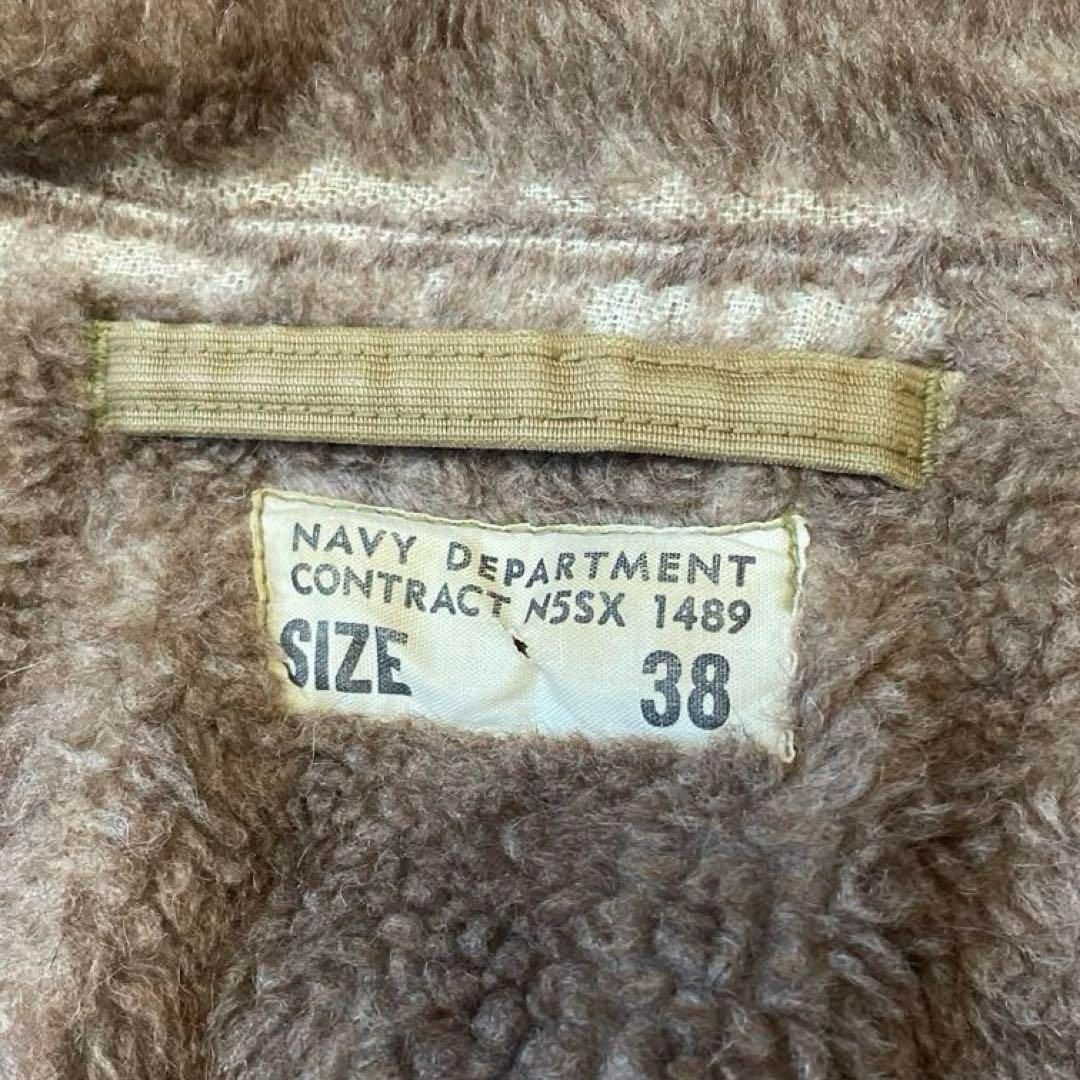 NAVY DEPARTMENT
CONTRACT N5SX 1489
SIZE 38